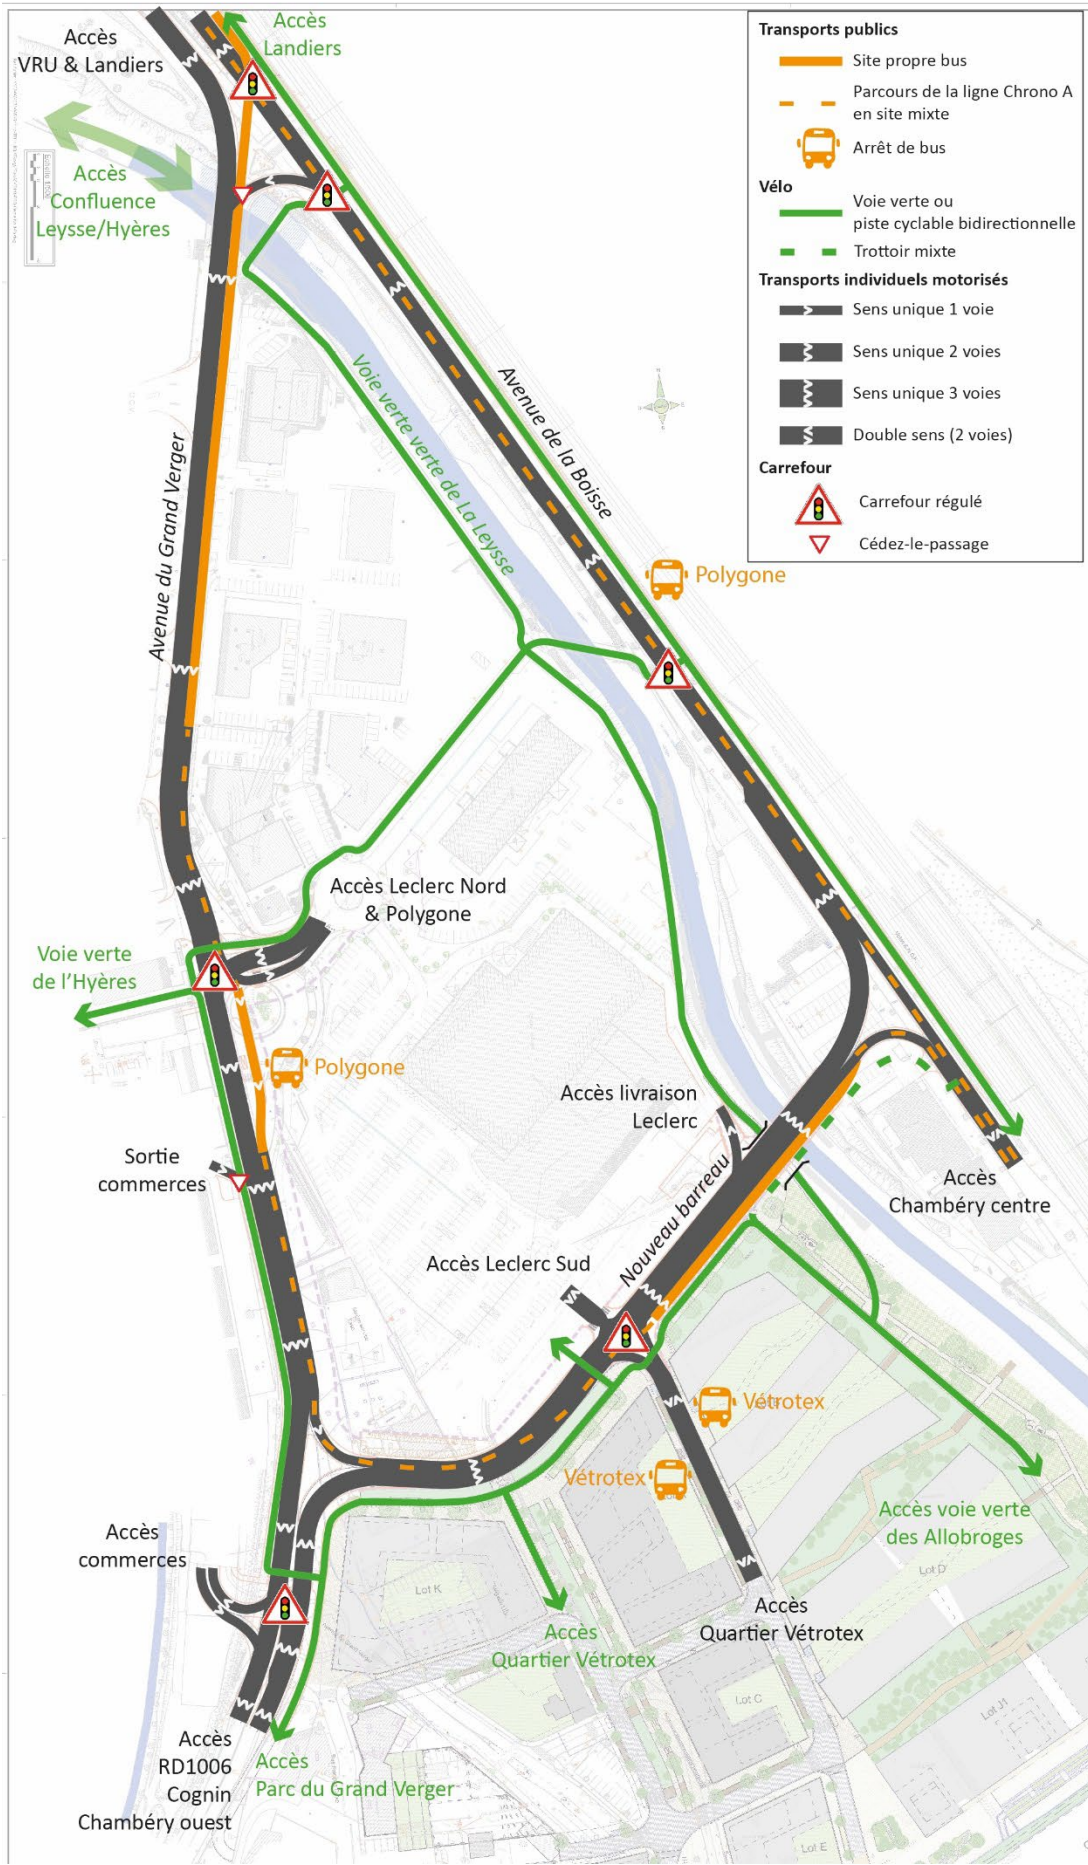 Accès
VRU & Landiers
Accès
Landiers
Transports publics
Site propre bus
Parcours de la ligne Chrono A
en site mixte
Arrêt de bus
Vélo
Voie verte ou
piste cyclable bidirectionnelle
Trottoir mixte
Transports individuels motorisés
Sens unique 1 voie
Sens unique 2 voies
Sens unique 3 voies
Double sens (2 voies)
Carrefour
Carrefour régulé
Cédez-le-passage
Accès
Confluence
Leysse/Hyères
Avenue du Grand Verger
Voie verte de La Leysse
Avenue de la Boisse
Polygone
Accès Leclerc Nord
& Polygone
Voie verte
de l'Hyères
Polygone
Accès livraison
Leclerc
Sortie
commerces
Nouveau barreau
Accès
Chambéry centre
Accès Leclerc Sud
Vétrotex
Vétrotex
Accès voie verte
des Allobroges
Accès
commerces
Lot K
Lot D
Accès
Quartier Vétrotex
Accès
Quartier Vétrotex
Lot C
Lot J1
Accès
RD1006
Cognin
Chambéry ouest
Accès
Parc du Grand Verger
Lot E